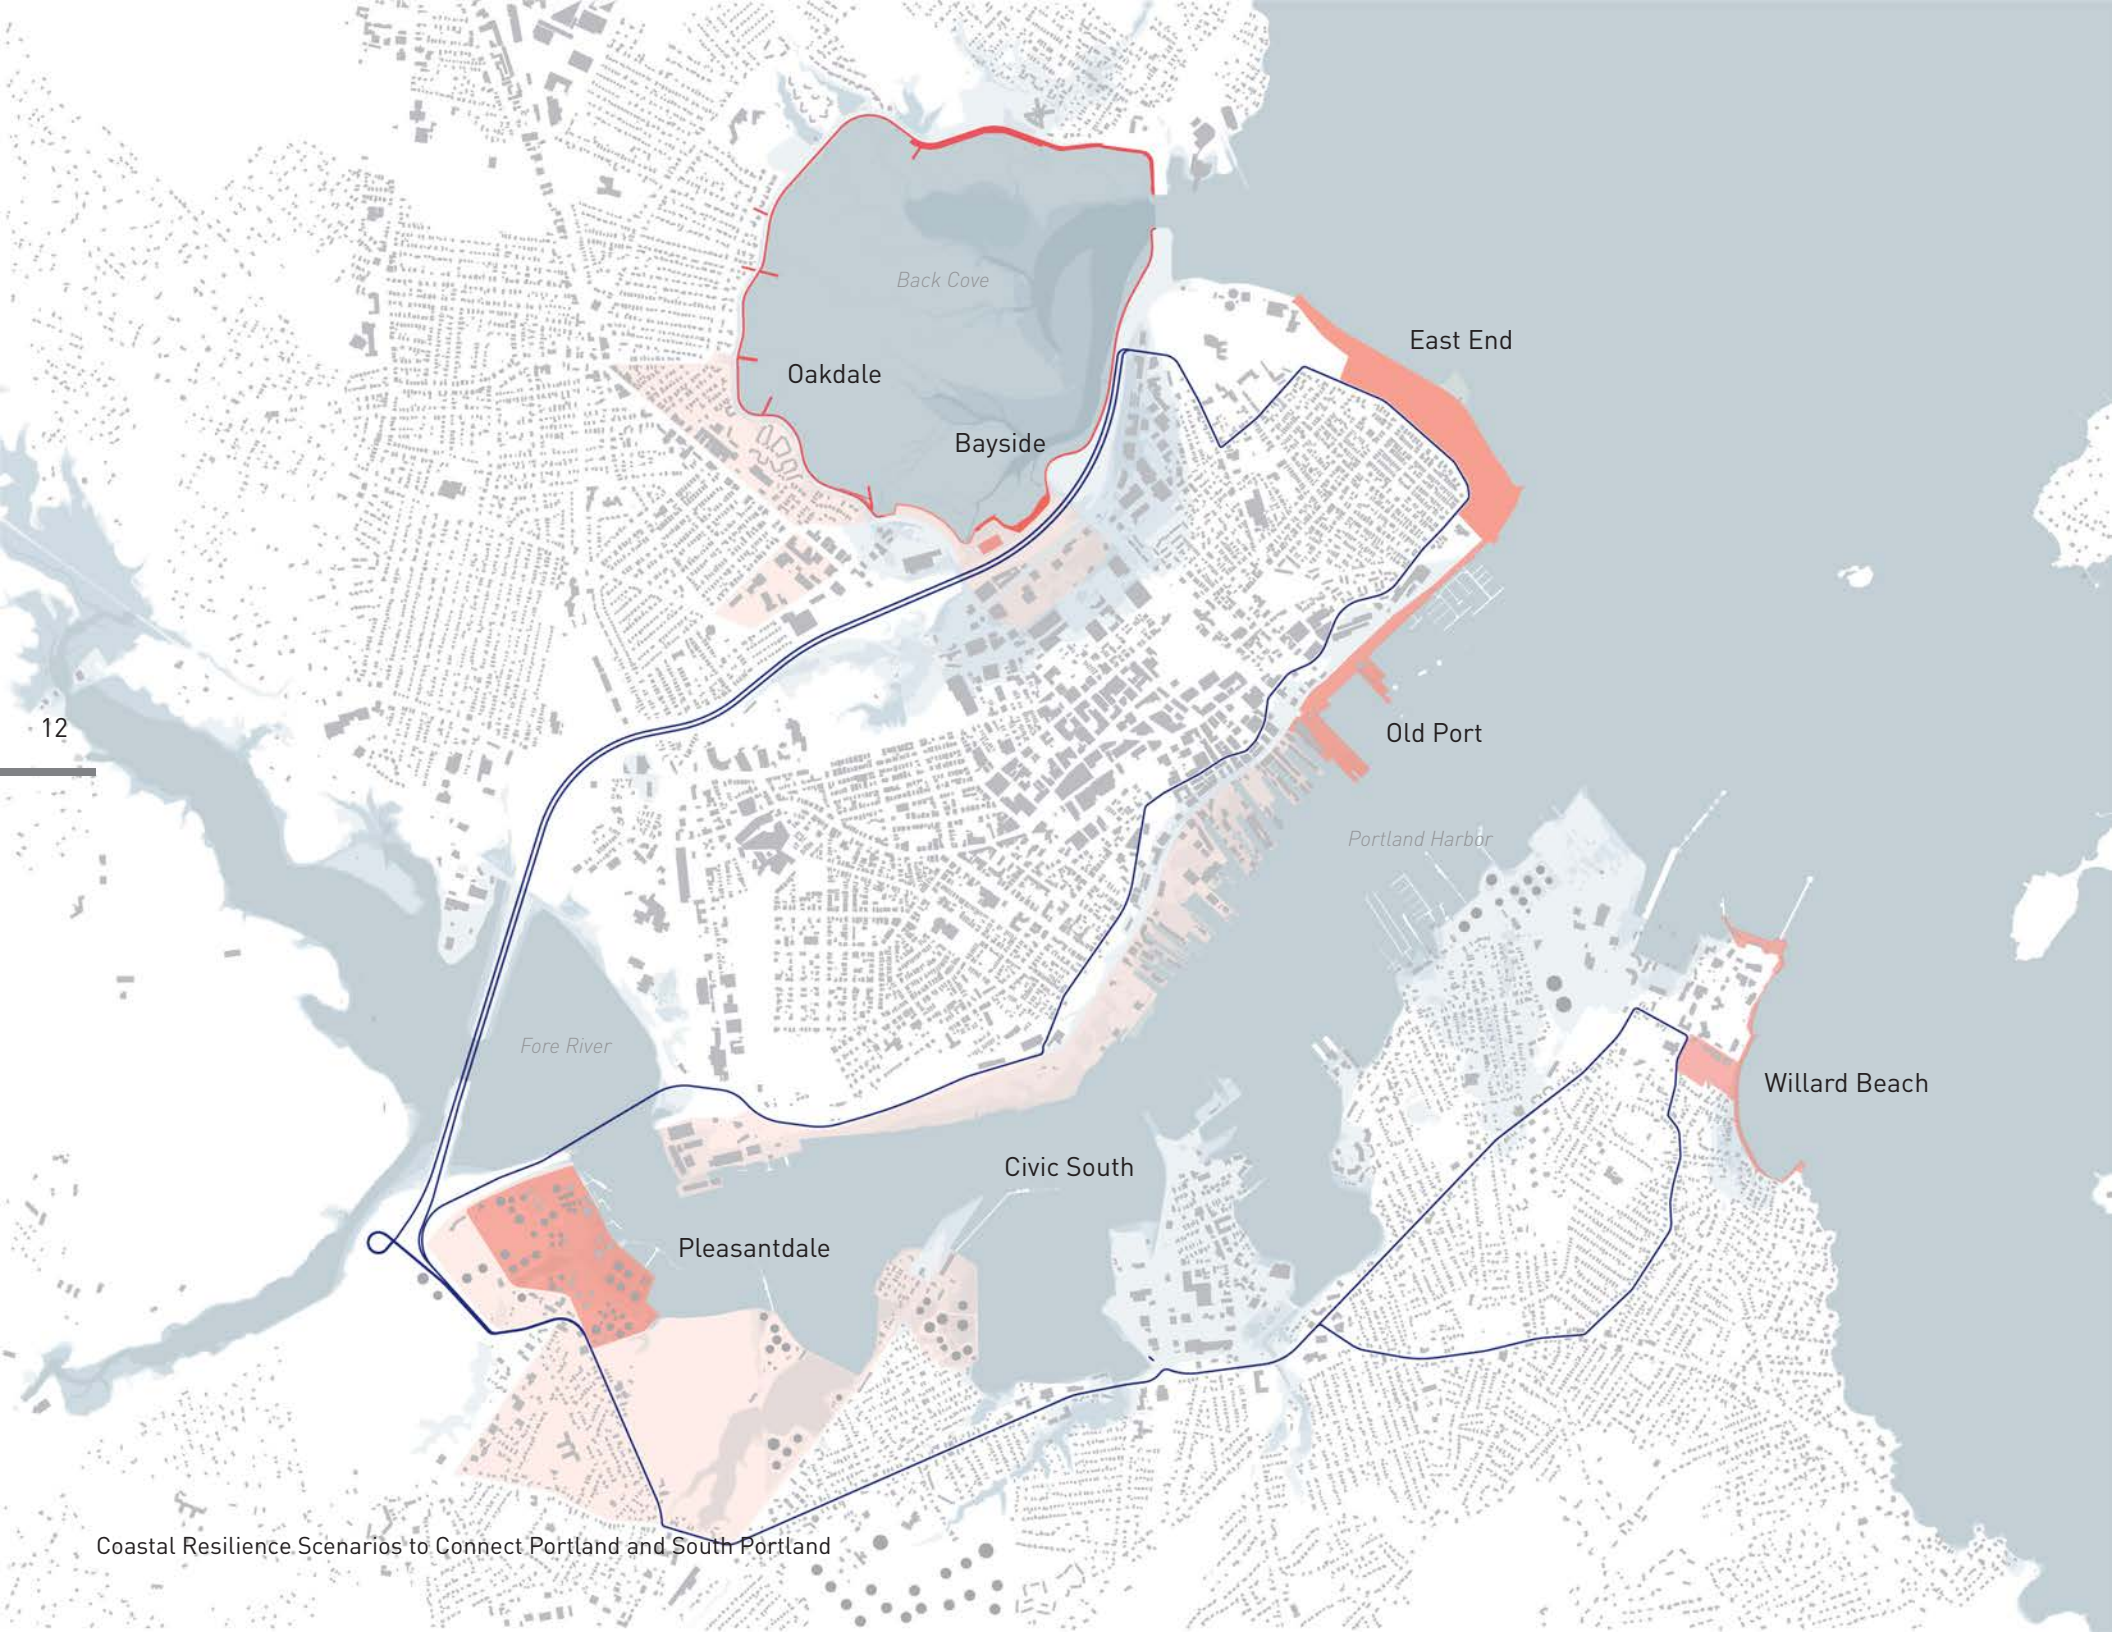 Back Cove
East End
Oakdale
Bayside
12
Old Port
Portland Harbor
Fore River
Willard Beach
Civic South
Pleasantdale
Coastal Resilience Scenarios to Connect Portland and South Portland